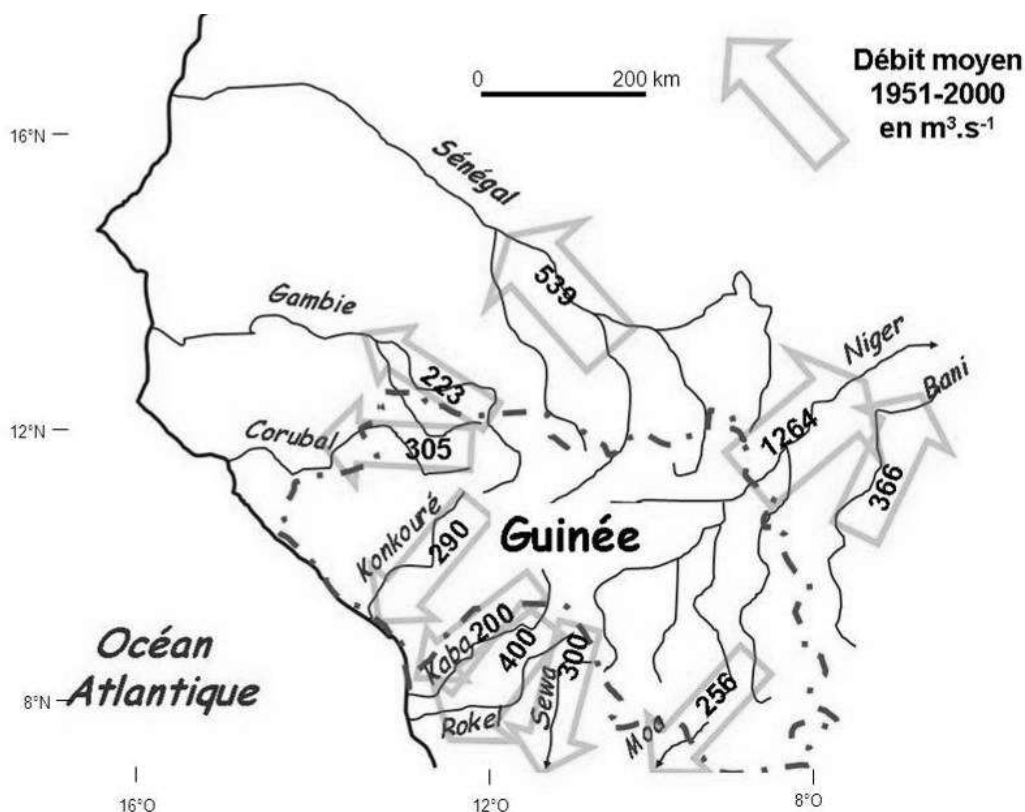 0 200 km
Débit moyen
1951-2000
en m³.s⁻¹
16°N
Sénégal
539
Gambie
Niger
223
Bani
12°N
Corubal
305
1264
366
Konkouré
290
Guinée
Kaba
200
400
300
Océan
Atlantique
8°N
Rokel
Sewa
Moa
256
16°O
12°O
8°O